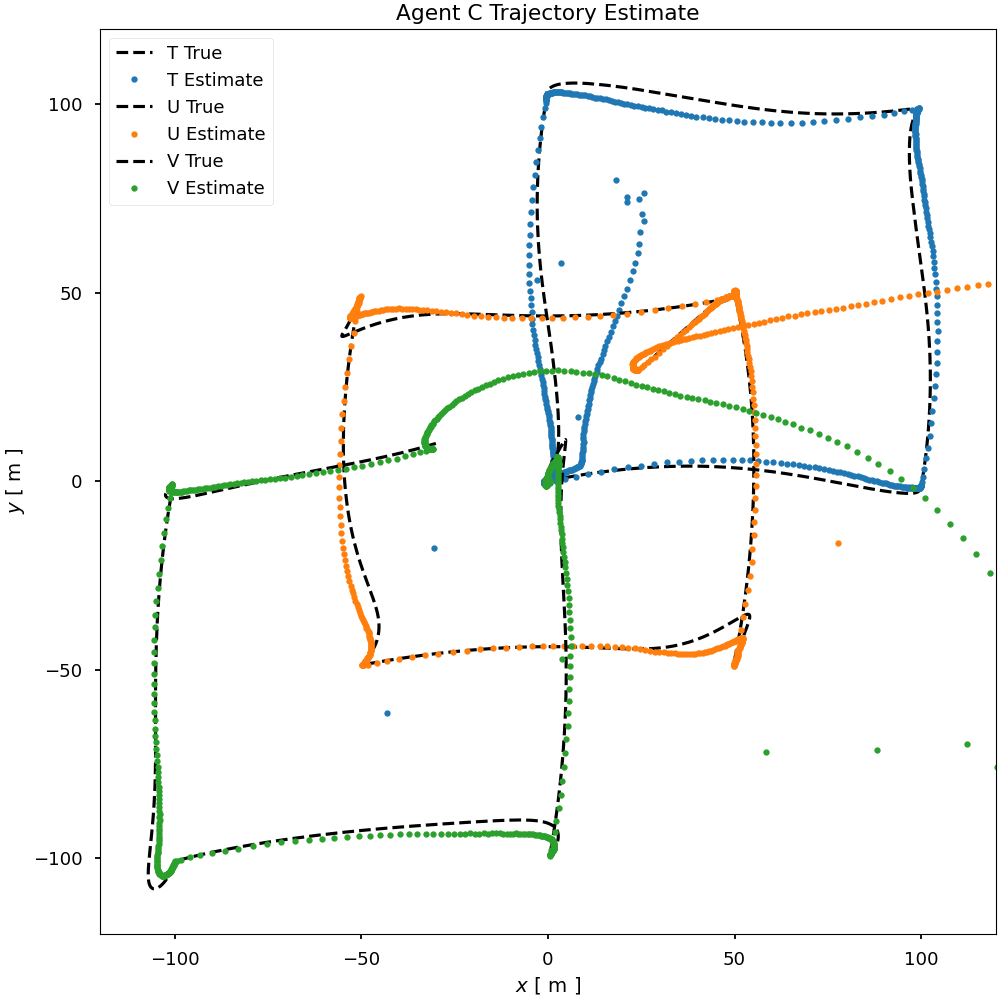 Agent C Trajectory Estimate
T True
T Estimate
U True
U Estimate
V True
V Estimate
100
50
0
−50
−100
y [ m ]
−100 −50 0 50 100
x [ m ]